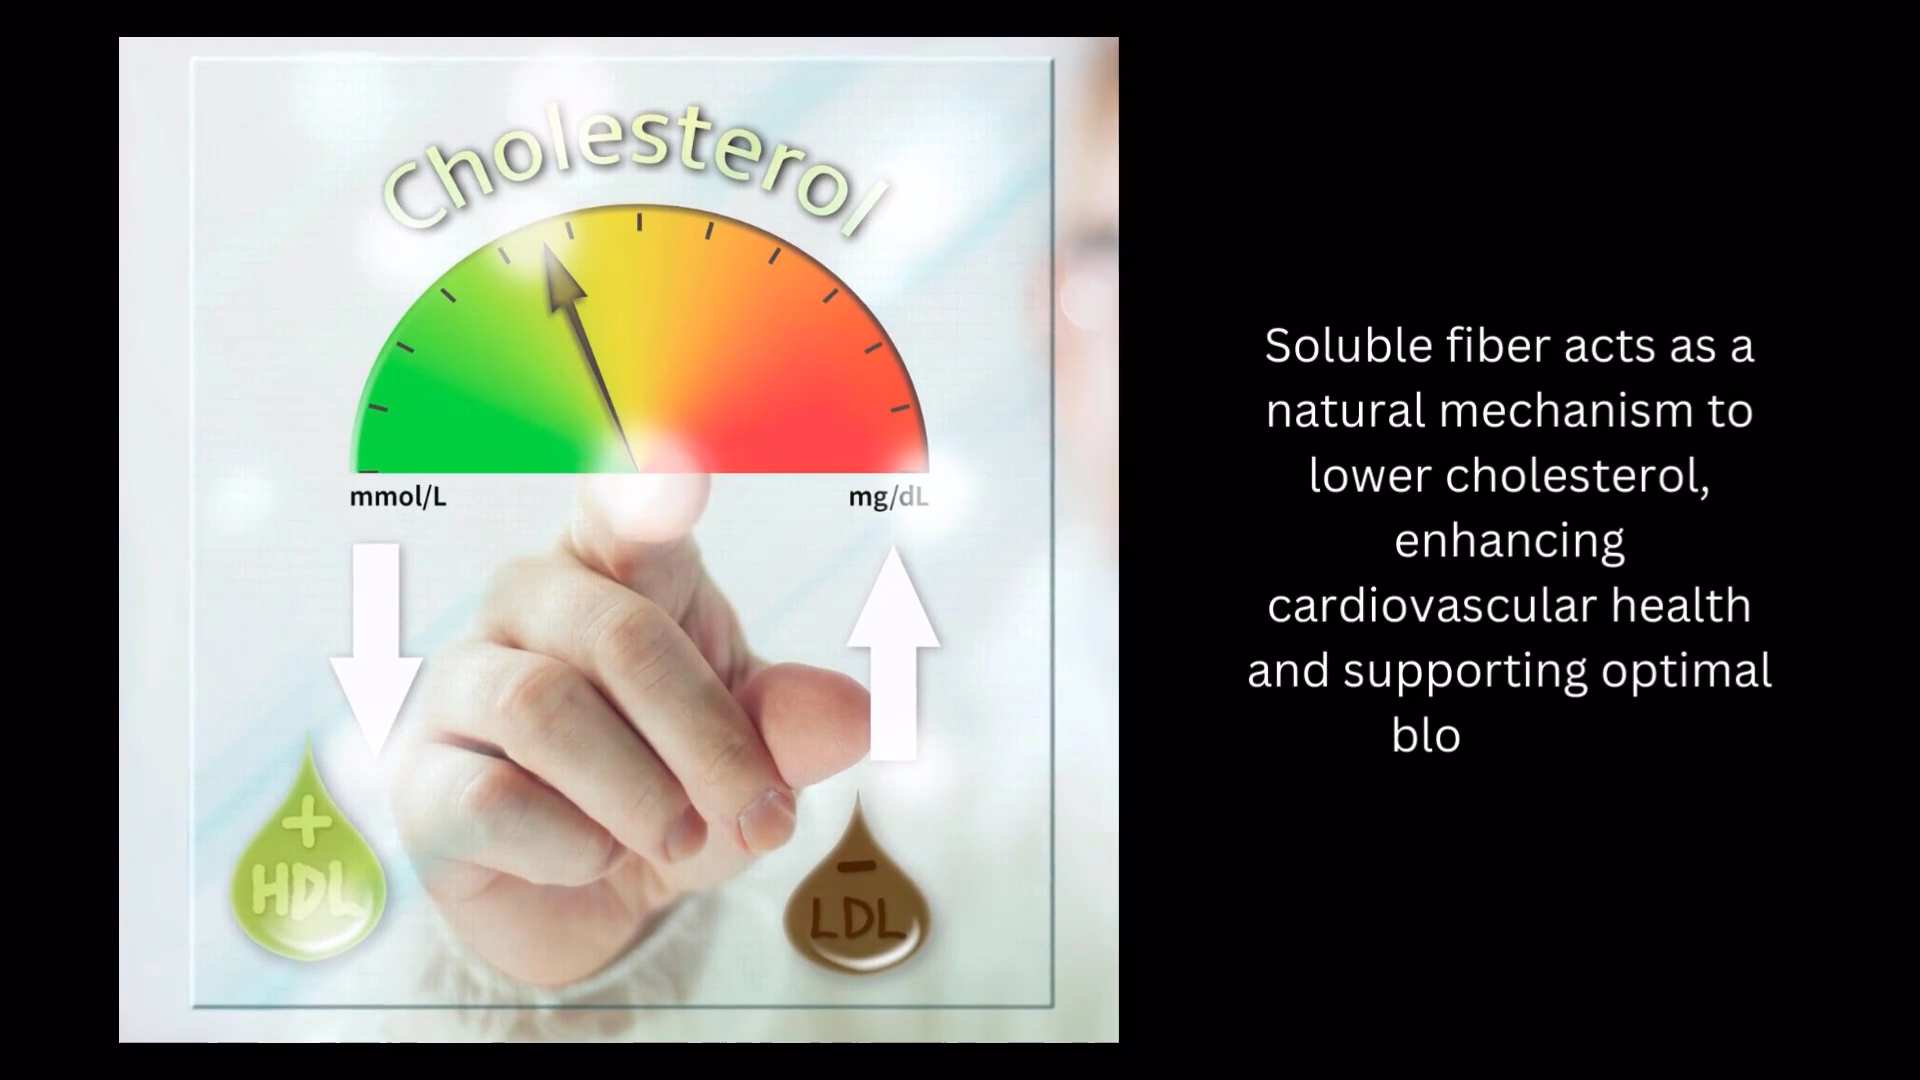 Cholesterol
mmol/L
mg/dL
+
HDL
-
LDL
Soluble fiber acts as a
natural mechanism to
lower cholesterol,
enhancing
cardiovascular health
and supporting optimal
blo